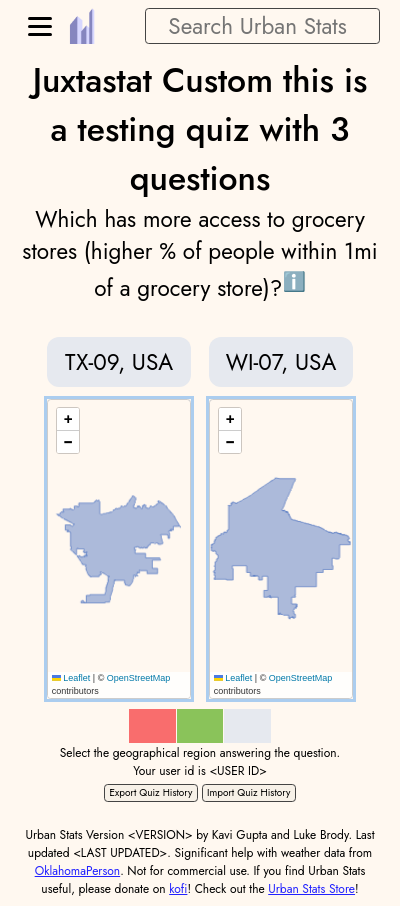 Search Urban Stats
Juxtastat Custom this is
a testing quiz with 3
questions
Which has more access to grocery
stores (higher % of people within 1mi
of a grocery store)?ℹ️
TX-09, USA
WI-07, USA
+
−
+
−
Leaflet | © OpenStreetMap
contributors
Leaflet | © OpenStreetMap
contributors
Select the geographical region answering the question.
Your user id is <USER ID>
Export Quiz History
Import Quiz History
Urban Stats Version <VERSION> by Kavi Gupta and Luke Brody. Last
updated <LAST UPDATED>. Significant help with weather data from
OklahomaPerson. Not for commercial use. If you find Urban Stats
useful, please donate on kofi! Check out the Urban Stats Store!